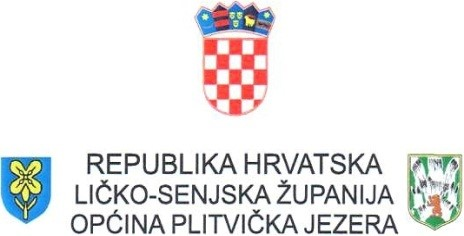 REPUBLIKA HRVATSKA
LIČKO-SENJSKA ŽUPANIJA
OPĆINA PLITVIČKA JEZERA